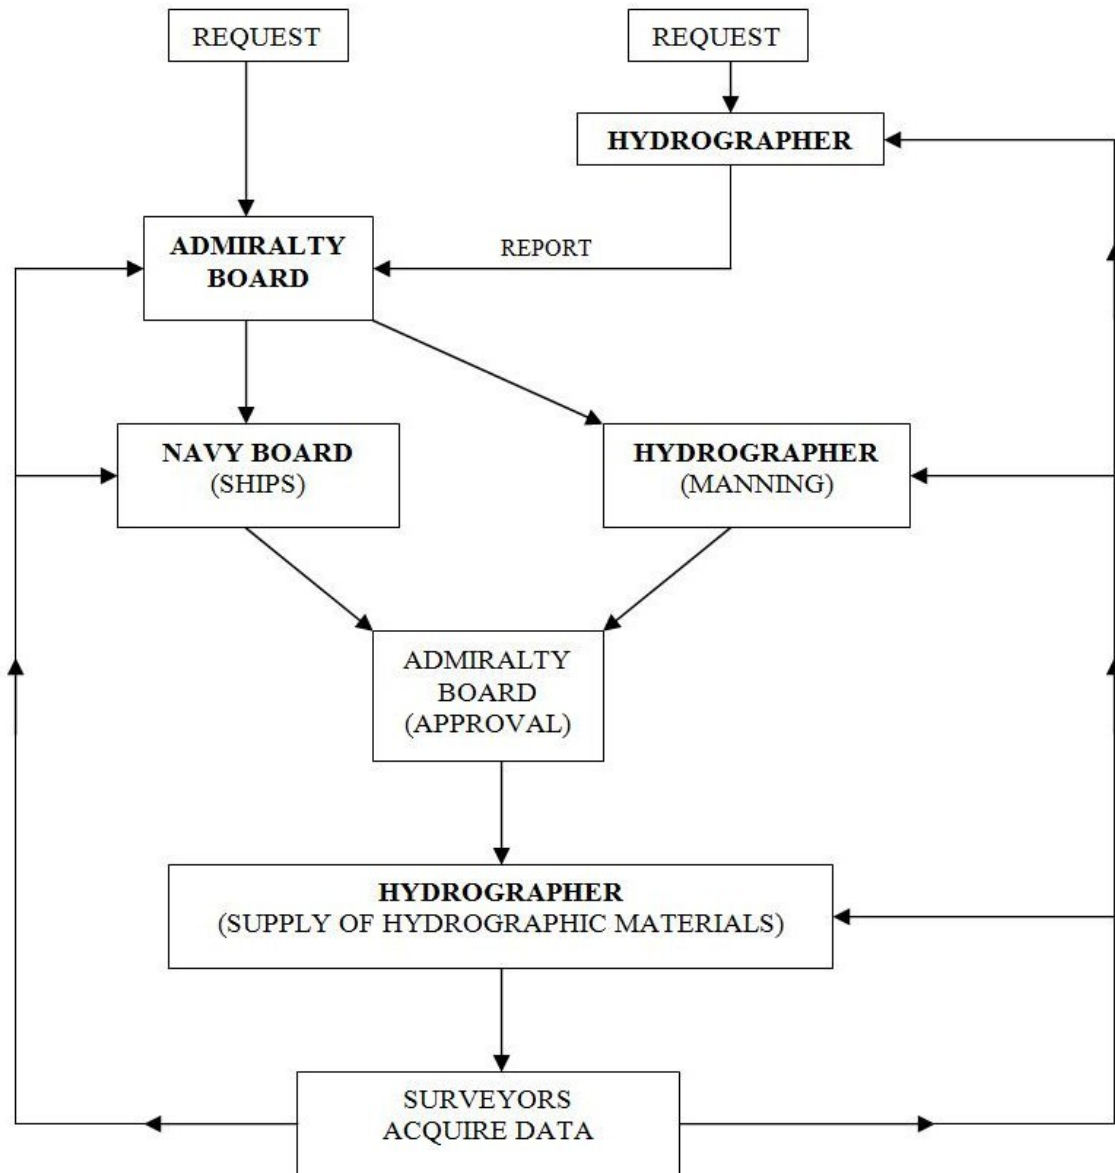 REQUEST
REQUEST
HYDROGRAPHER
ADMIRALTY
BOARD
REPORT
NAVY BOARD
(SHIPS)
HYDROGRAPHER
(MANNING)
ADMIRALTY
BOARD
(APPROVAL)
HYDROGRAPHER
(SUPPLY OF HYDROGRAPHIC MATERIALS)
SURVEYORS
ACQUIRE DATA